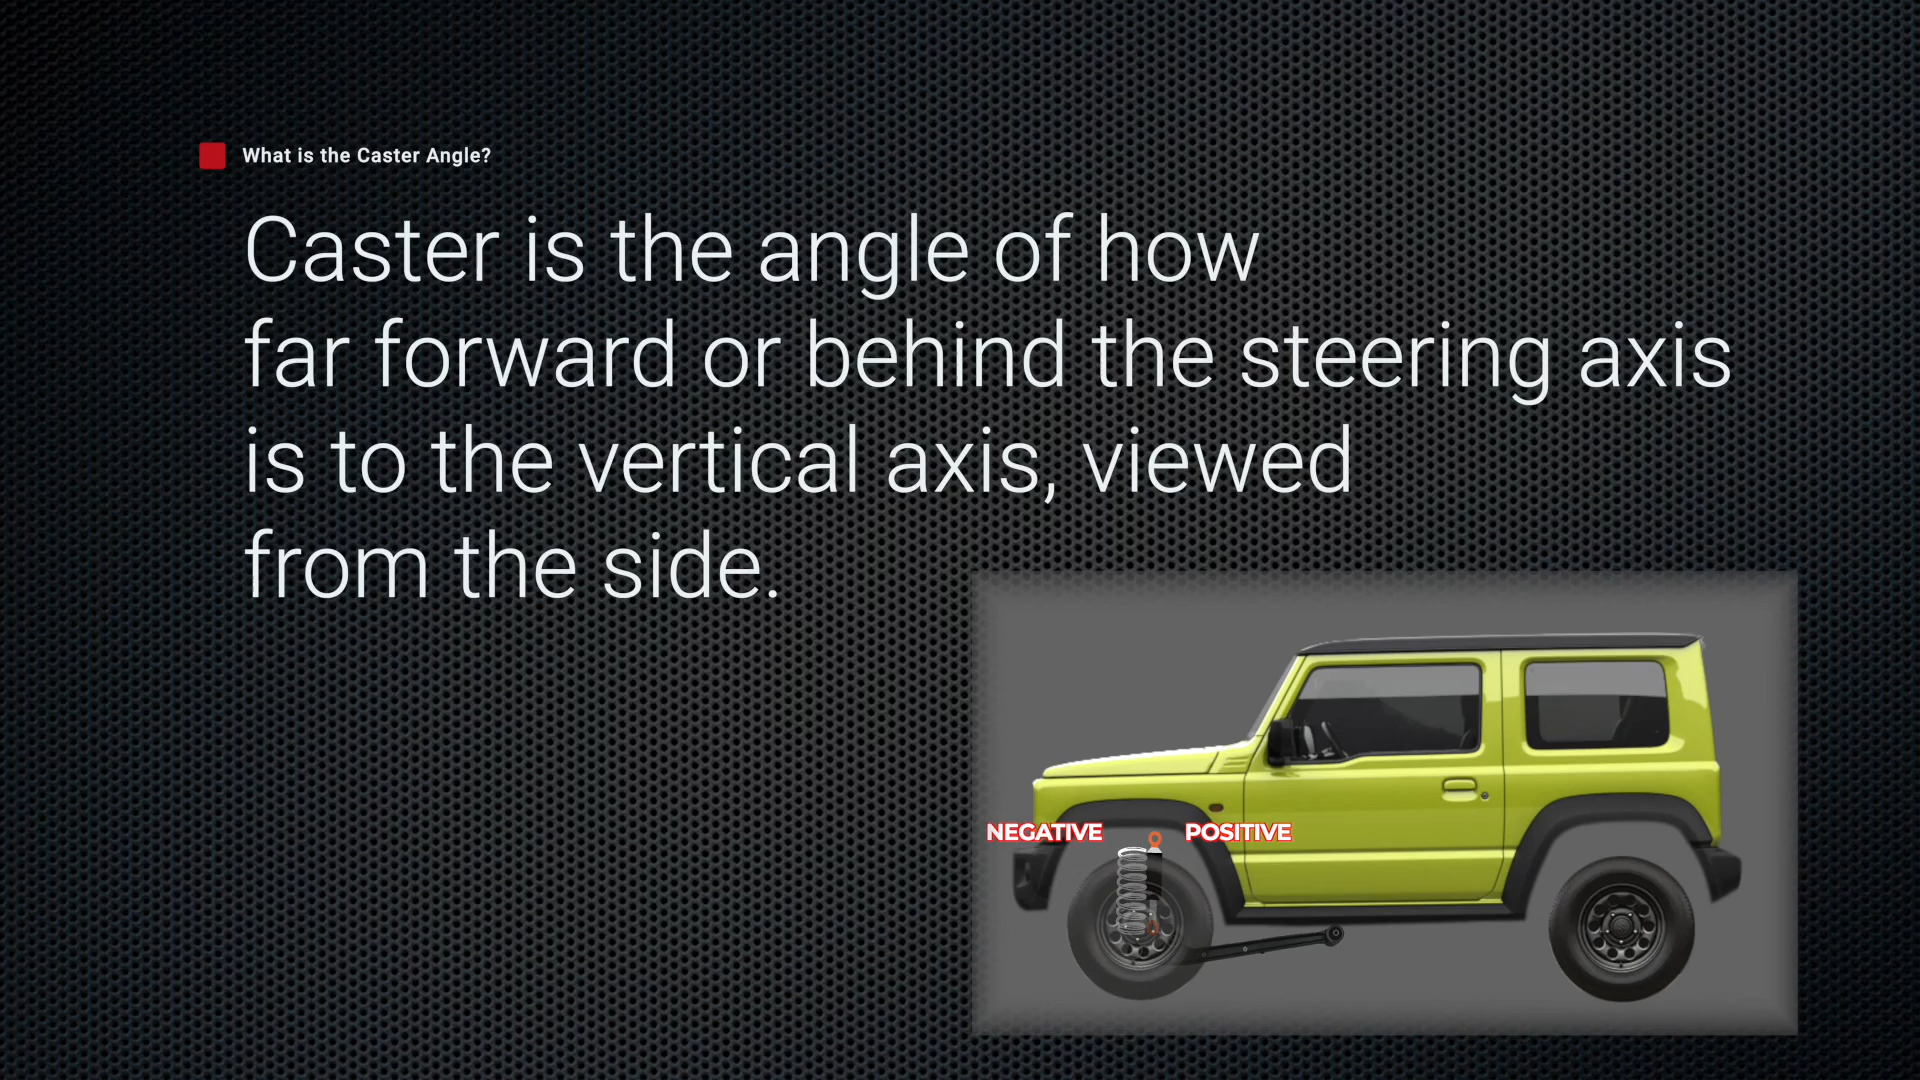 What is the Caster Angle?
Caster is the angle of how
far forward or behind the steering axis
is to the vertical axis, viewed
from the side.
NEGATIVE
POSITIVE